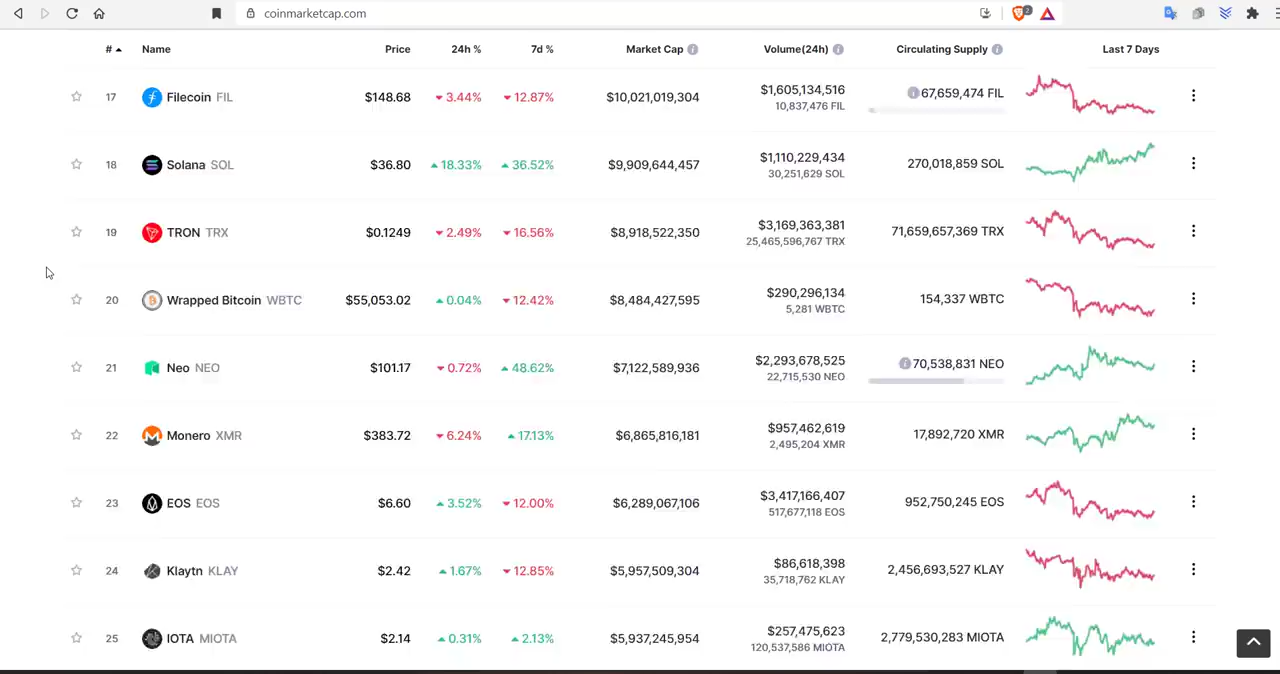 coinmarketcap.com
2
# Name Price 24h % 7d % Market Cap Volume(24h) Circulating Supply Last 7 Days
17 Filecoin FIL $148.68 3.44% 12.87% $10,021,019,304 $1,605,134,516 67,659,474 FIL
10,837,476 FIL
18 Solana SOL $36.80 18.33% 36.52% $9,909,644,457 $1,110,229,434 270,018,859 SOL
30,251,629 SOL
19 TRON TRX $0.1249 2.49% 16.56% $8,918,522,350 $3,169,363,381 71,659,657,369 TRX
25,465,596,767 TRX
20 Wrapped Bitcoin WBTC $55,053.02 0.04% 12.42% $8,484,427,595 $290,296,134 154,337 WBTC
5,281 WBTC
21 Neo NEO $101.17 0.72% 48.62% $7,122,589,936 $2,293,678,525 70,538,831 NEO
22,715,530 NEO
22 Monero XMR $383.72 6.24% 17.13% $6,865,816,181 $957,462,619 17,892,720 XMR
2,495,204 XMR
23 EOS EOS $6.60 3.52% 12.00% $6,289,067,106 $3,417,166,407 952,750,245 EOS
517,677,118 EOS
24 Klaytn KLAY $2.42 1.67% 12.85% $5,957,509,304 $86,618,398 2,456,693,527 KLAY
35,718,762 KLAY
25 IOTA MIOTA $2.14 0.31% 2.13% $5,937,245,954 $257,475,623 2,779,530,283 MIOTA
120,537,586 MIOTA